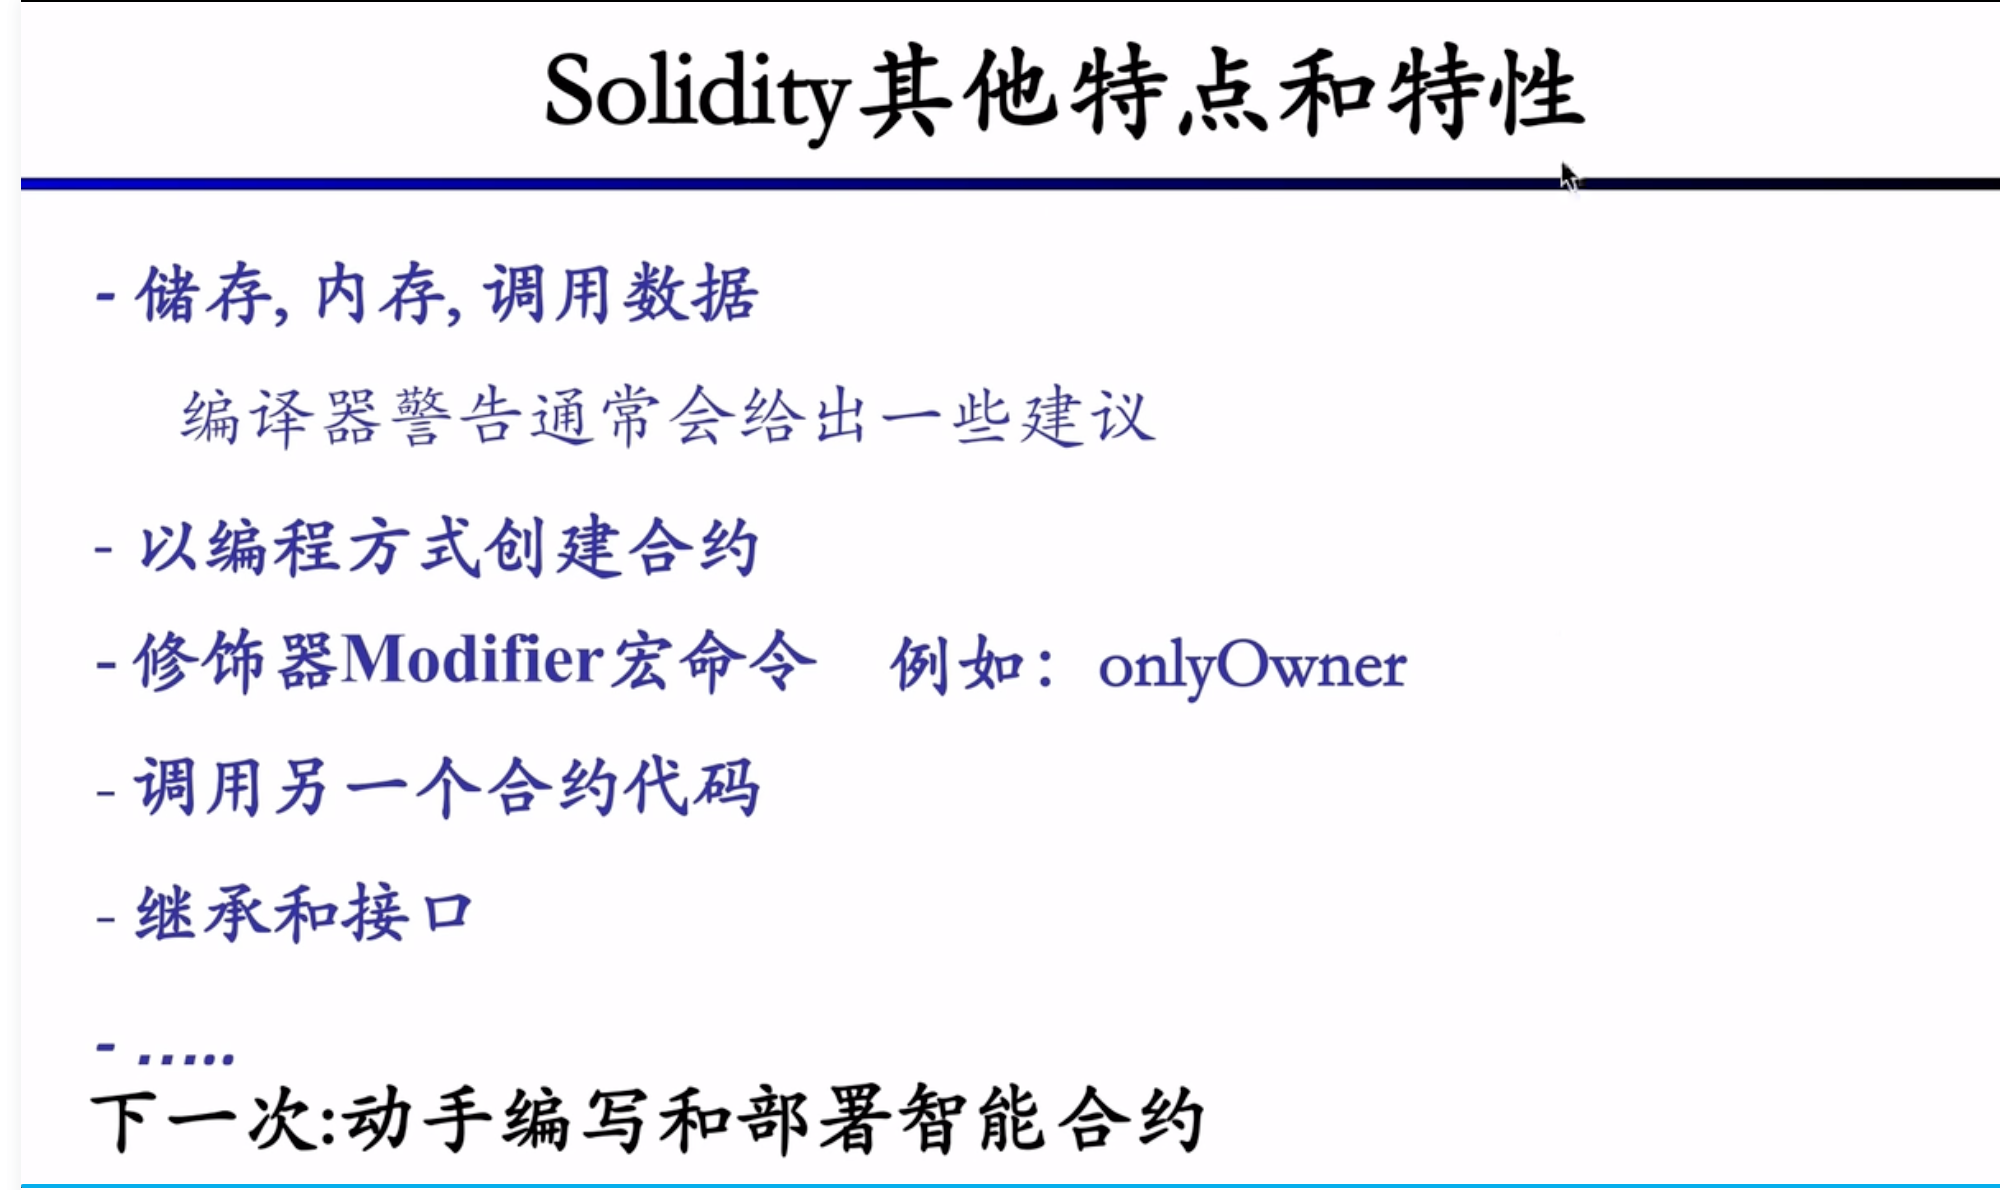 Solidity其他特点和特性
- 储存, 内存, 调用数据
编译器警告通常会给出一些建议
- 以编程方式创建合约
- 修饰器Modifier宏命令 例如：onlyOwner
- 调用另一个合约代码
- 继承和接口
- .....
下一次:动手编写和部署智能合约